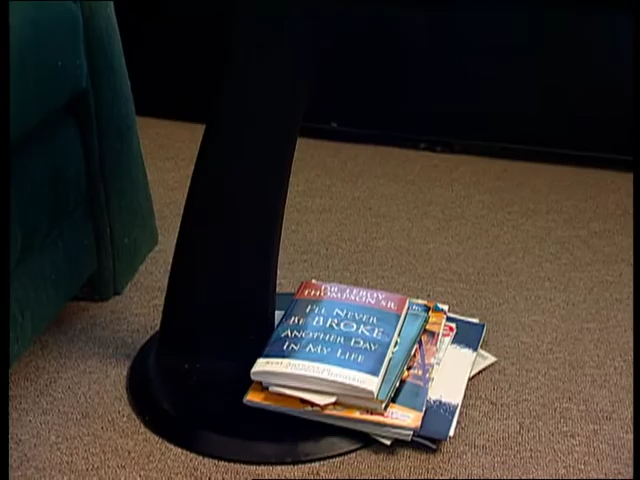 DR. LEROY
THOMPSON SR.
I'LL NEVER
BE BROKE
ANOTHER DAY
IN MY LIFE